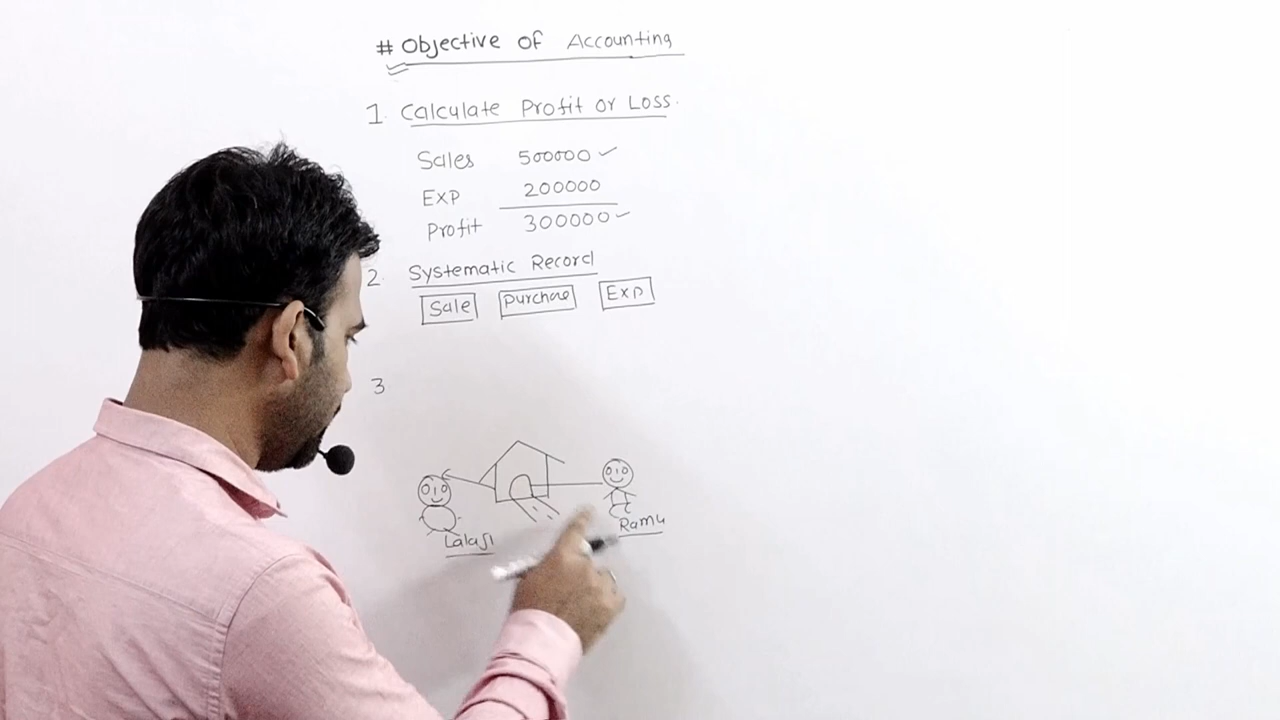 # Objective of Accounting
1. Calculate Profit or Loss.
Sales 500000 ✓
Exp 200000
Profit 300000 ✓
2. Systematic Record
Sale Purchase Exp
3
Lalaji Ramu